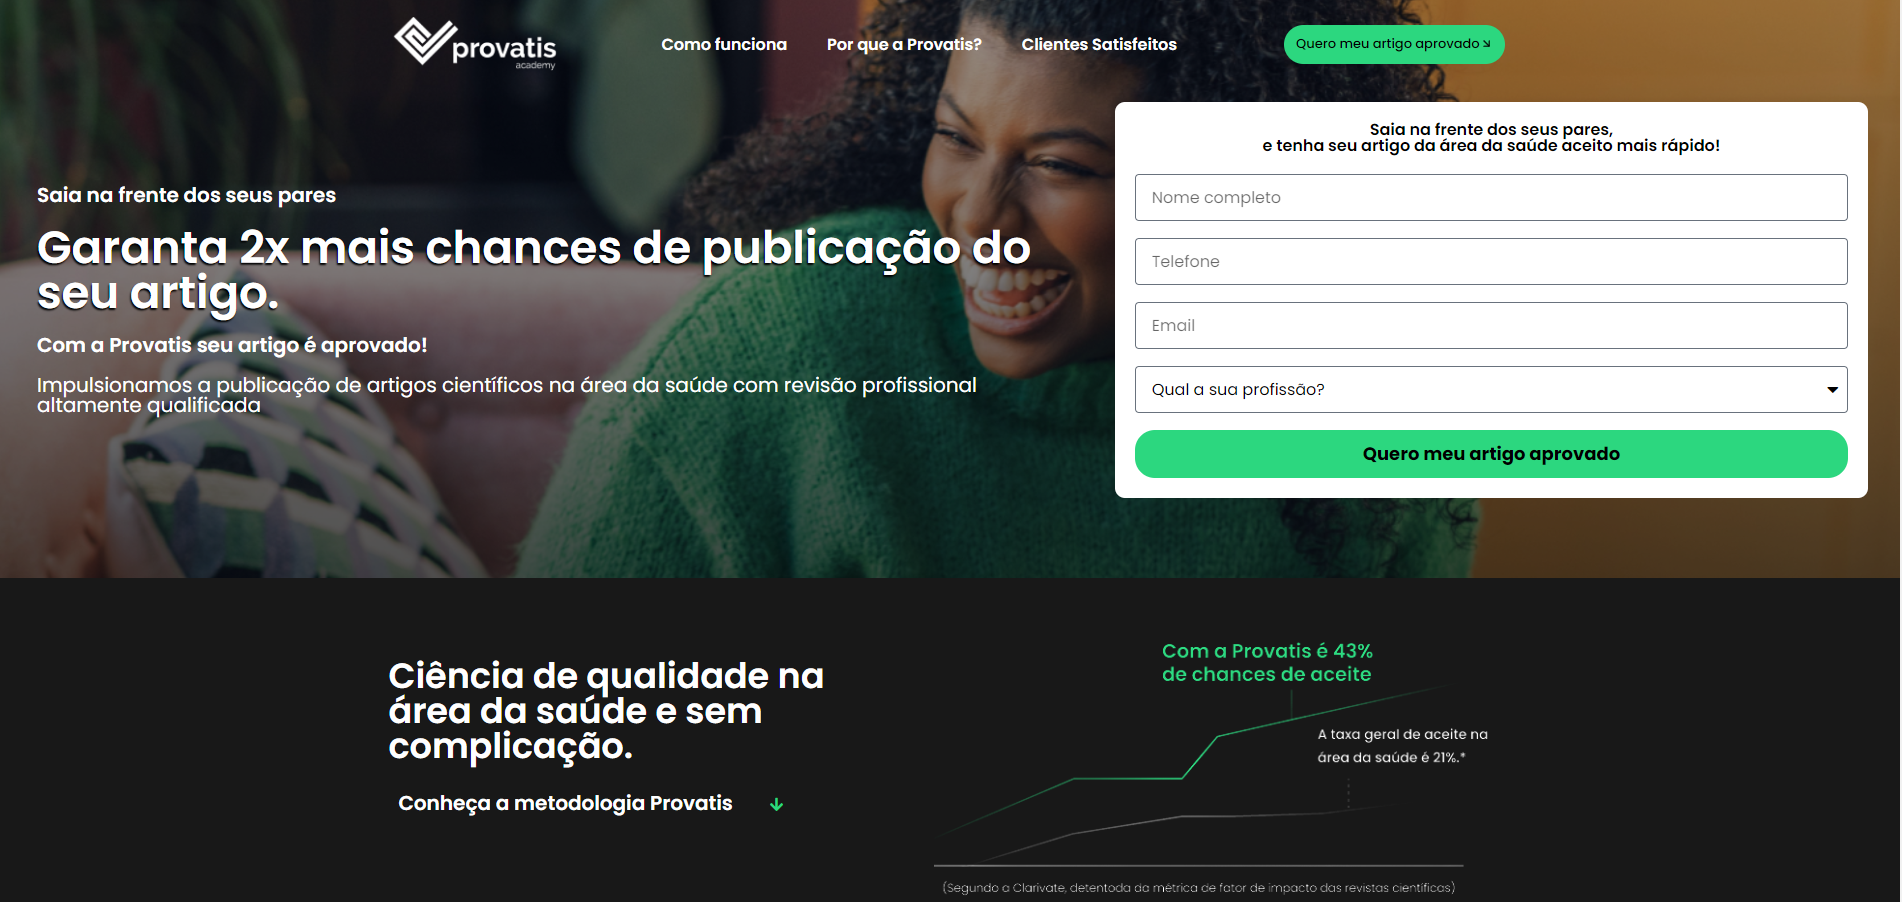 provatis
academy
Como funciona
Por que a Provatis?
Clientes Satisfeitos
Quero meu artigo aprovado
Saia na frente dos seus pares
Garanta 2x mais chances de publicação do
seu artigo.
Com a Provatis seu artigo é aprovado!
Impulsionamos a publicação de artigos científicos na área da saúde com revisão profissional
altamente qualificada
Saia na frente dos seus pares,
e tenha seu artigo da área da saúde aceito mais rápido!
Nome completo
Telefone
Email
Qual a sua profissão?
Quero meu artigo aprovado
Ciência de qualidade na
área da saúde e sem
complicação.
Conheça a metodologia Provatis
Com a Provatis é 43%
de chances de aceite
A taxa geral de aceite na
área da saúde é 21%.*
(Segundo a Clarivate, detentoda da métrica de fator de impacto das revistas científicas)